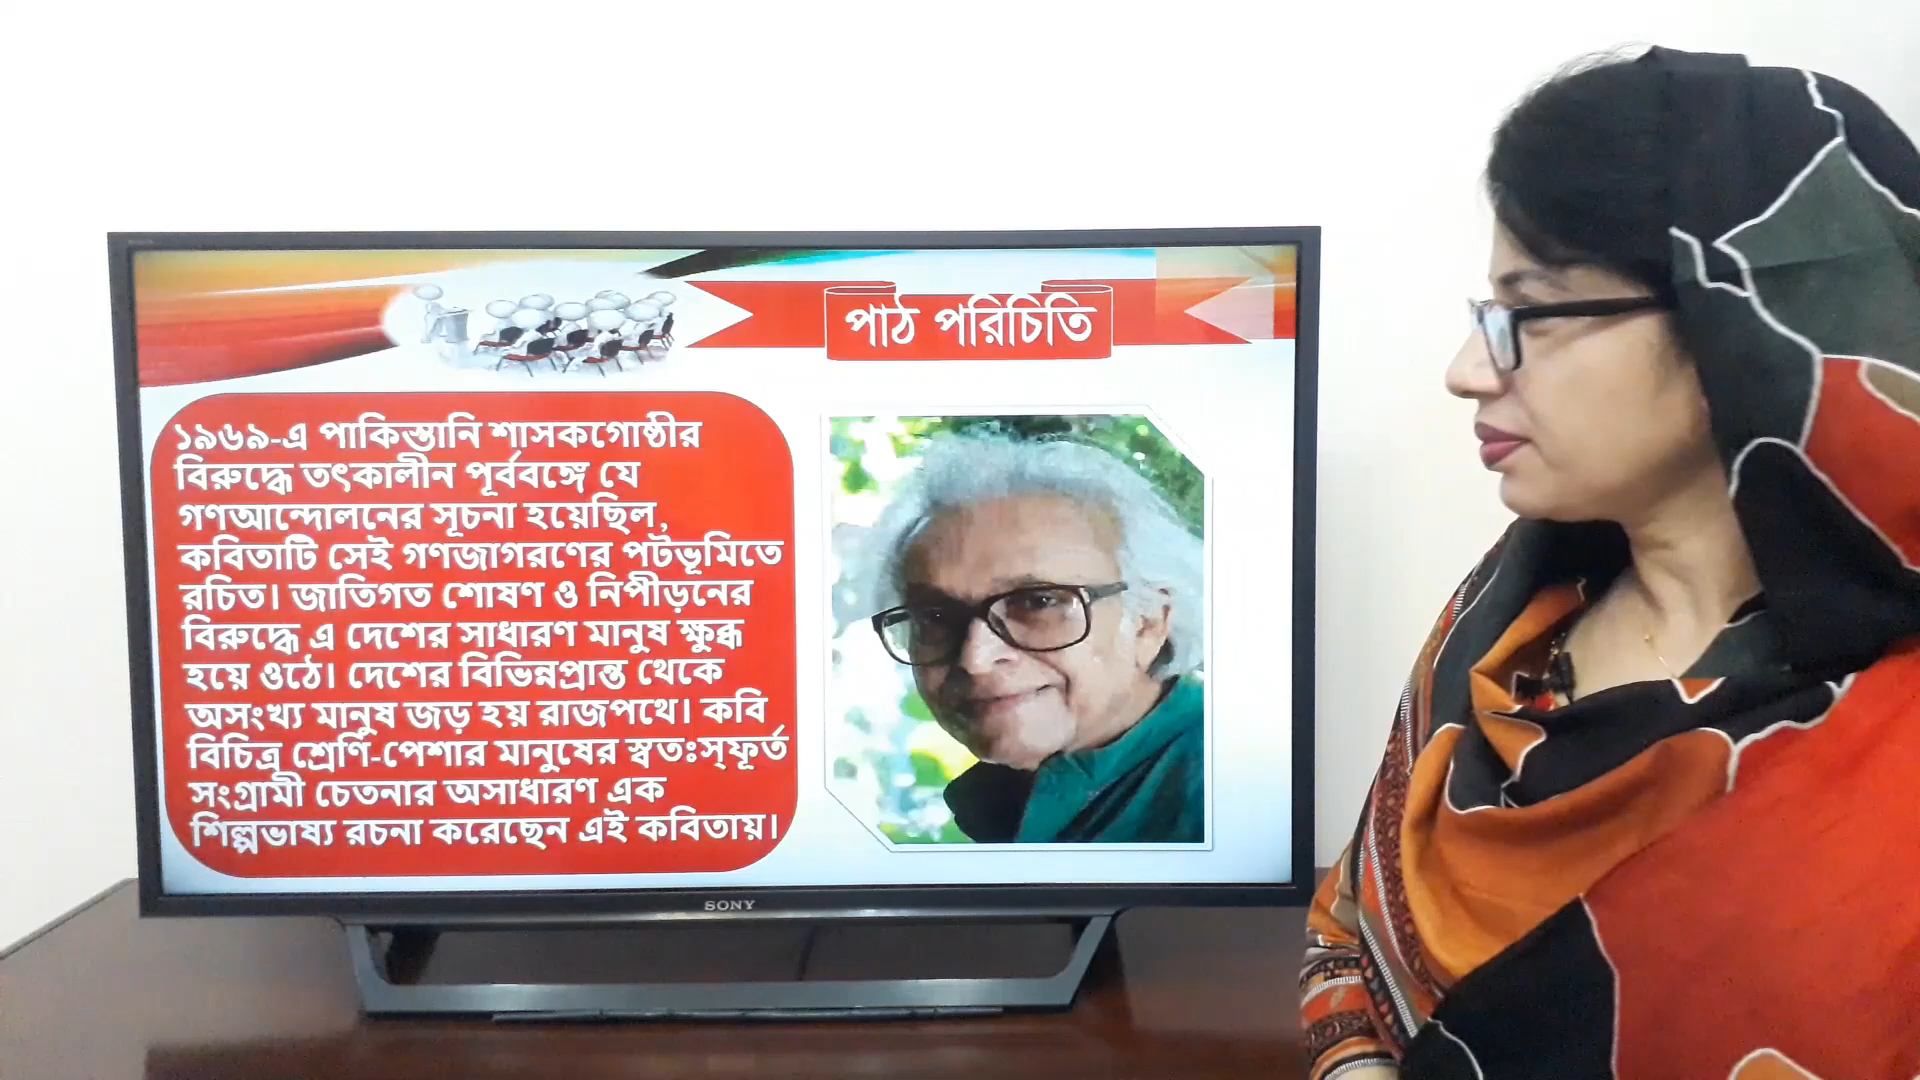 পাঠ পরিচিতি
১৯৬৯-এ পাকিস্তানি শাসকগোষ্ঠীর
বিরুদ্ধে তৎকালীন পূর্ববঙ্গে যে
গণআন্দোলনের সূচনা হয়েছিল,
কবিতাটি সেই গণজাগরণের পটভূমিতে
রচিত। জাতিগত শোষণ ও নিপীড়নের
বিরুদ্ধে এ দেশের সাধারণ মানুষ ক্ষুব্ধ
হয়ে ওঠে। দেশের বিভিন্নপ্রান্ত থেকে
অসংখ্য মানুষ জড় হয় রাজপথে। কবি
বিচিত্র শ্রেণি-পেশার মানুষের স্বতঃস্ফূর্ত
সংগ্রামী চেতনার অসাধারণ এক
শিল্পভাষ্য রচনা করেছেন এই কবিতায়।
SONY